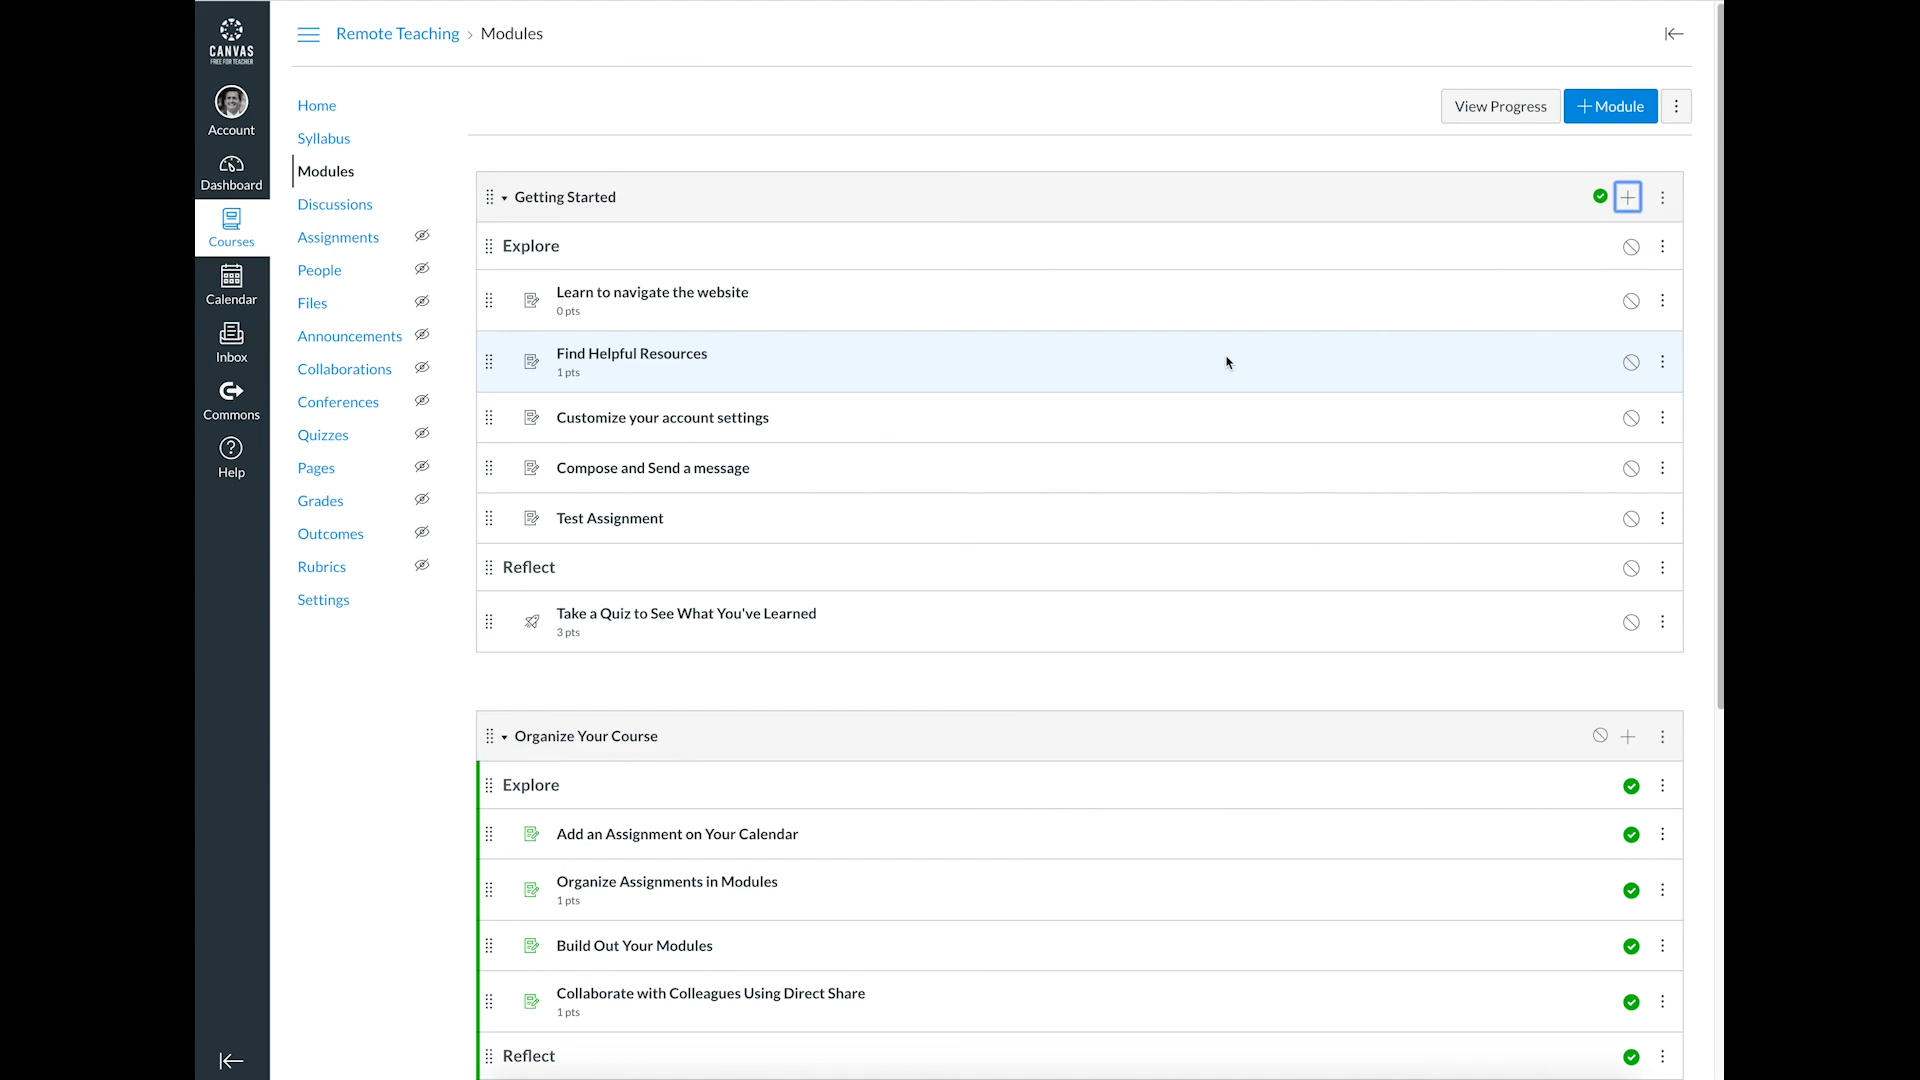 CANVAS
FREE FOR TEACHER
Account
Dashboard
Courses
Calendar
Inbox
Commons
Help
Remote Teaching › Modules
Home
Syllabus
Modules
Discussions
Assignments
People
Files
Announcements
Collaborations
Conferences
Quizzes
Pages
Grades
Outcomes
Rubrics
Settings
View Progress
+ Module
Getting Started
Explore
Learn to navigate the website
0 pts
Find Helpful Resources
1 pts
Customize your account settings
Compose and Send a message
Test Assignment
Reflect
Take a Quiz to See What You've Learned
3 pts
Organize Your Course
Explore
Add an Assignment on Your Calendar
Organize Assignments in Modules
1 pts
Build Out Your Modules
Collaborate with Colleagues Using Direct Share
1 pts
Reflect